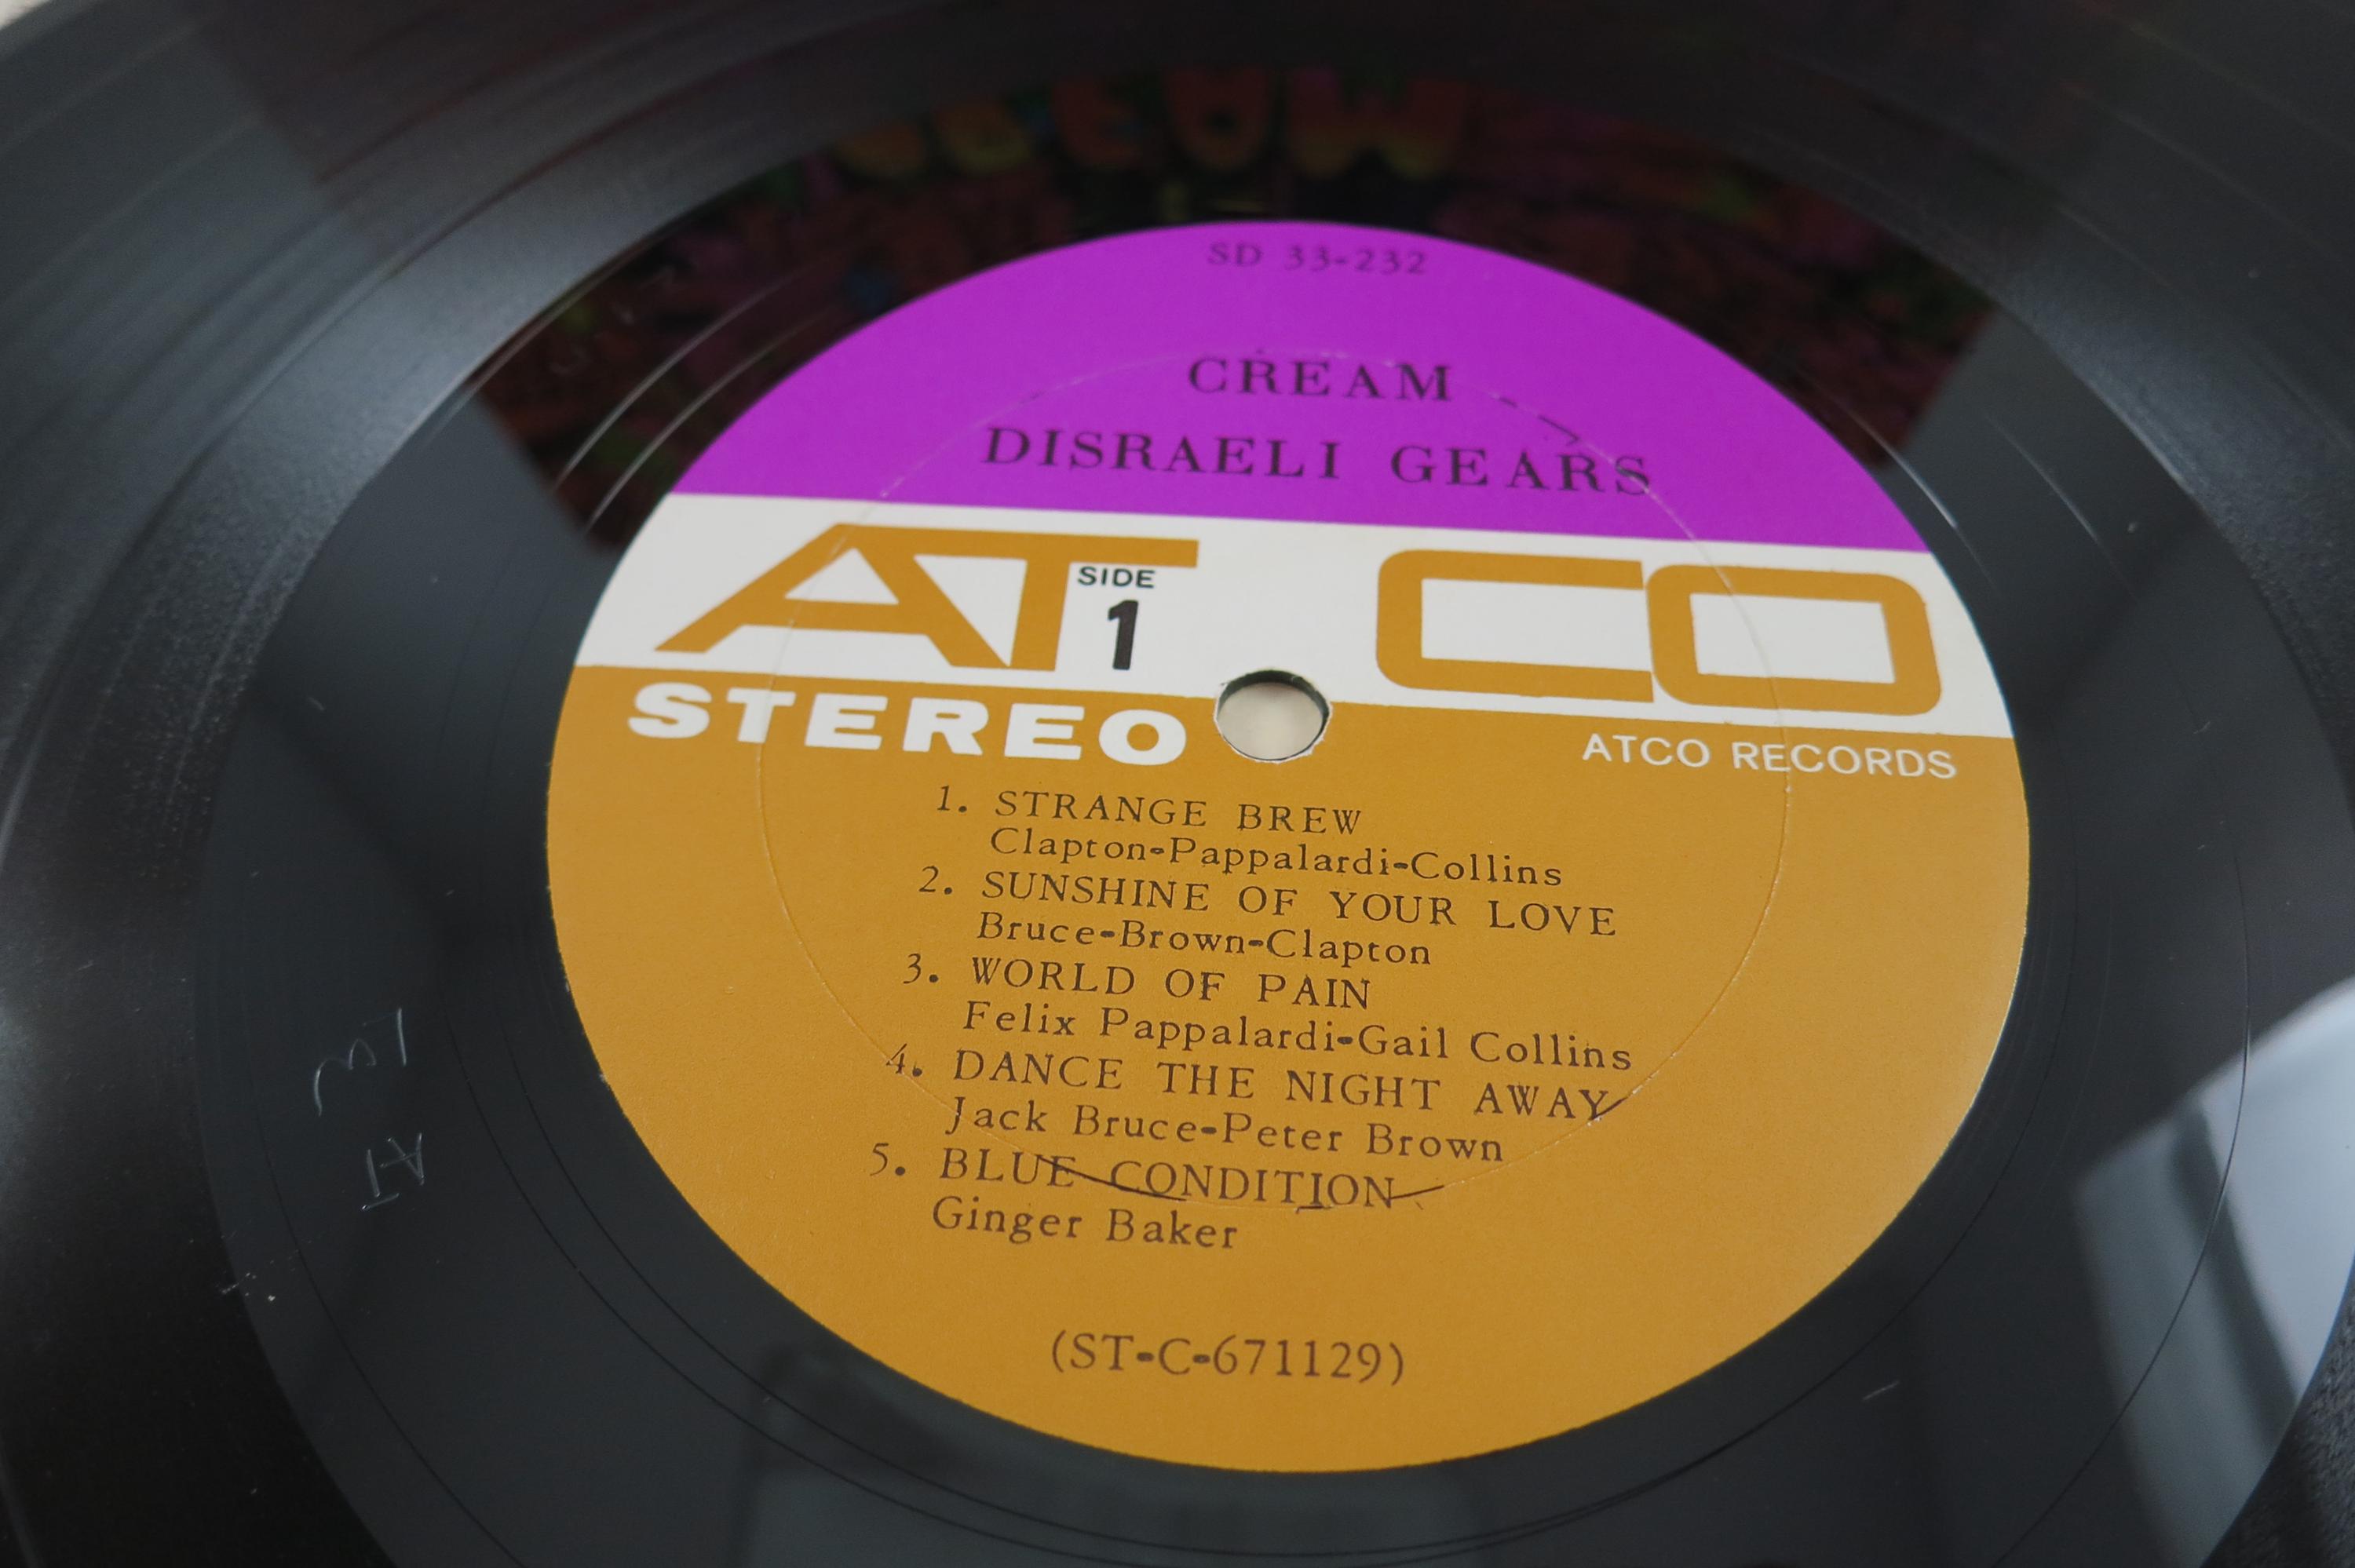 SD 33-232
CREAM
DISRAELI GEARS
AT CO
SIDE
1
STEREO
ATCO RECORDS
1. STRANGE BREW
Clapton-Pappalardi-Collins
2. SUNSHINE OF YOUR LOVE
Bruce-Brown-Clapton
3. WORLD OF PAIN
Felix Pappalardi-Gail Collins
4. DANCE THE NIGHT AWAY
Jack Bruce-Peter Brown
5. BLUE CONDITION
Ginger Baker
(ST-C-671129)
AT